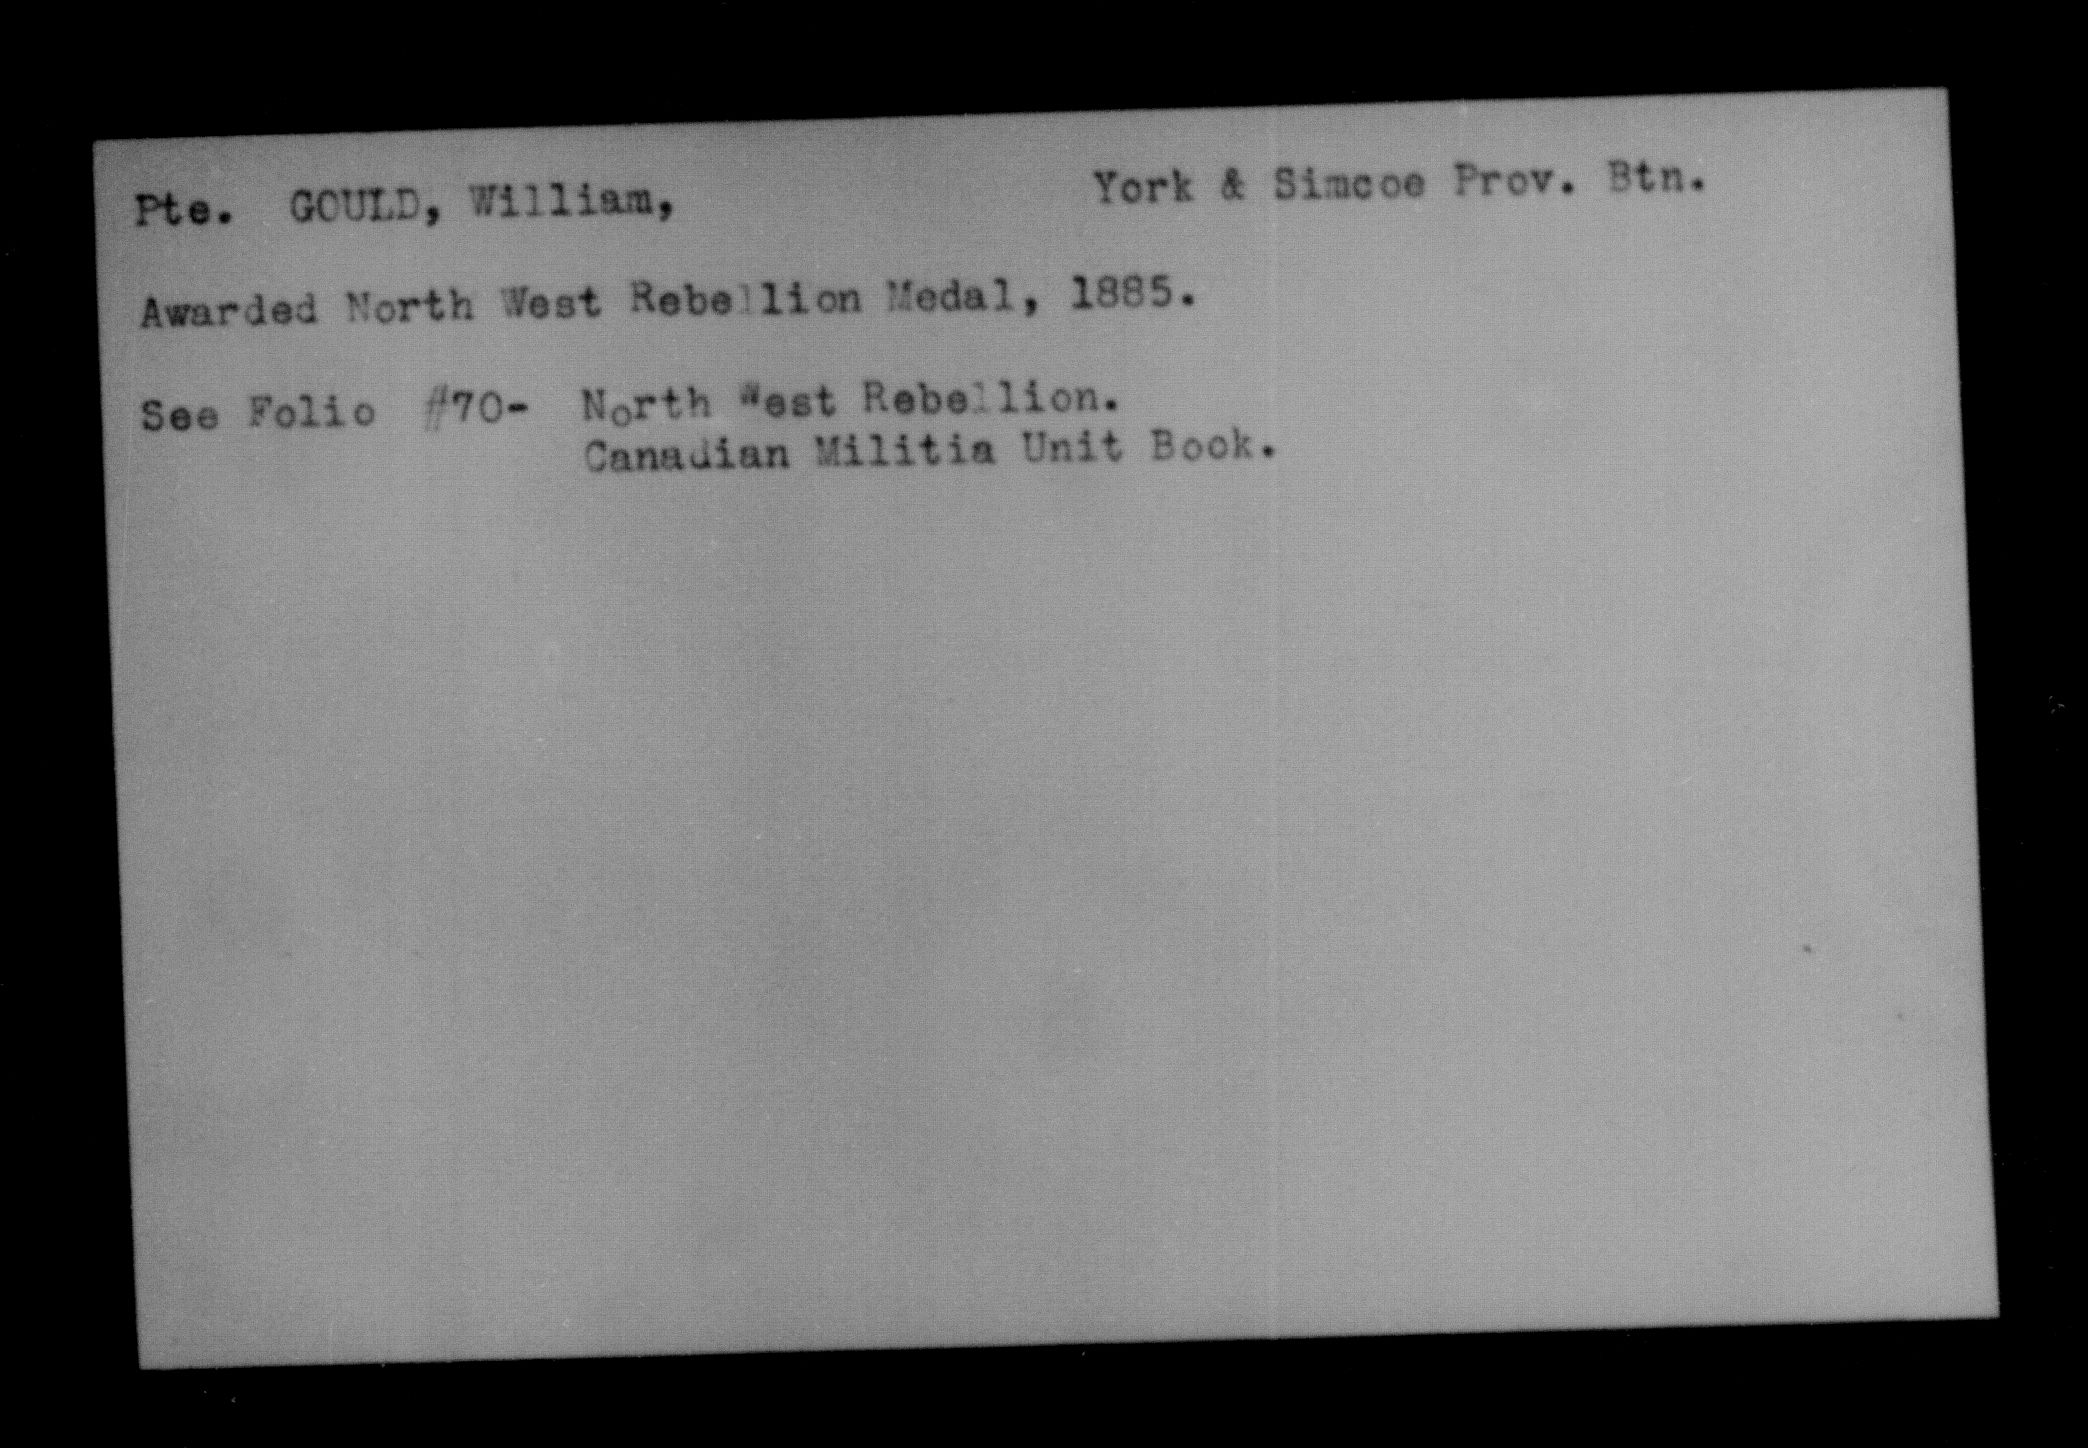 Pte. GOULD, William, York & Simcoe Prov. Btn.
Awarded North West Rebellion Medal, 1885.
See Folio #70- North West Rebellion.
Canadian Militia Unit Book.